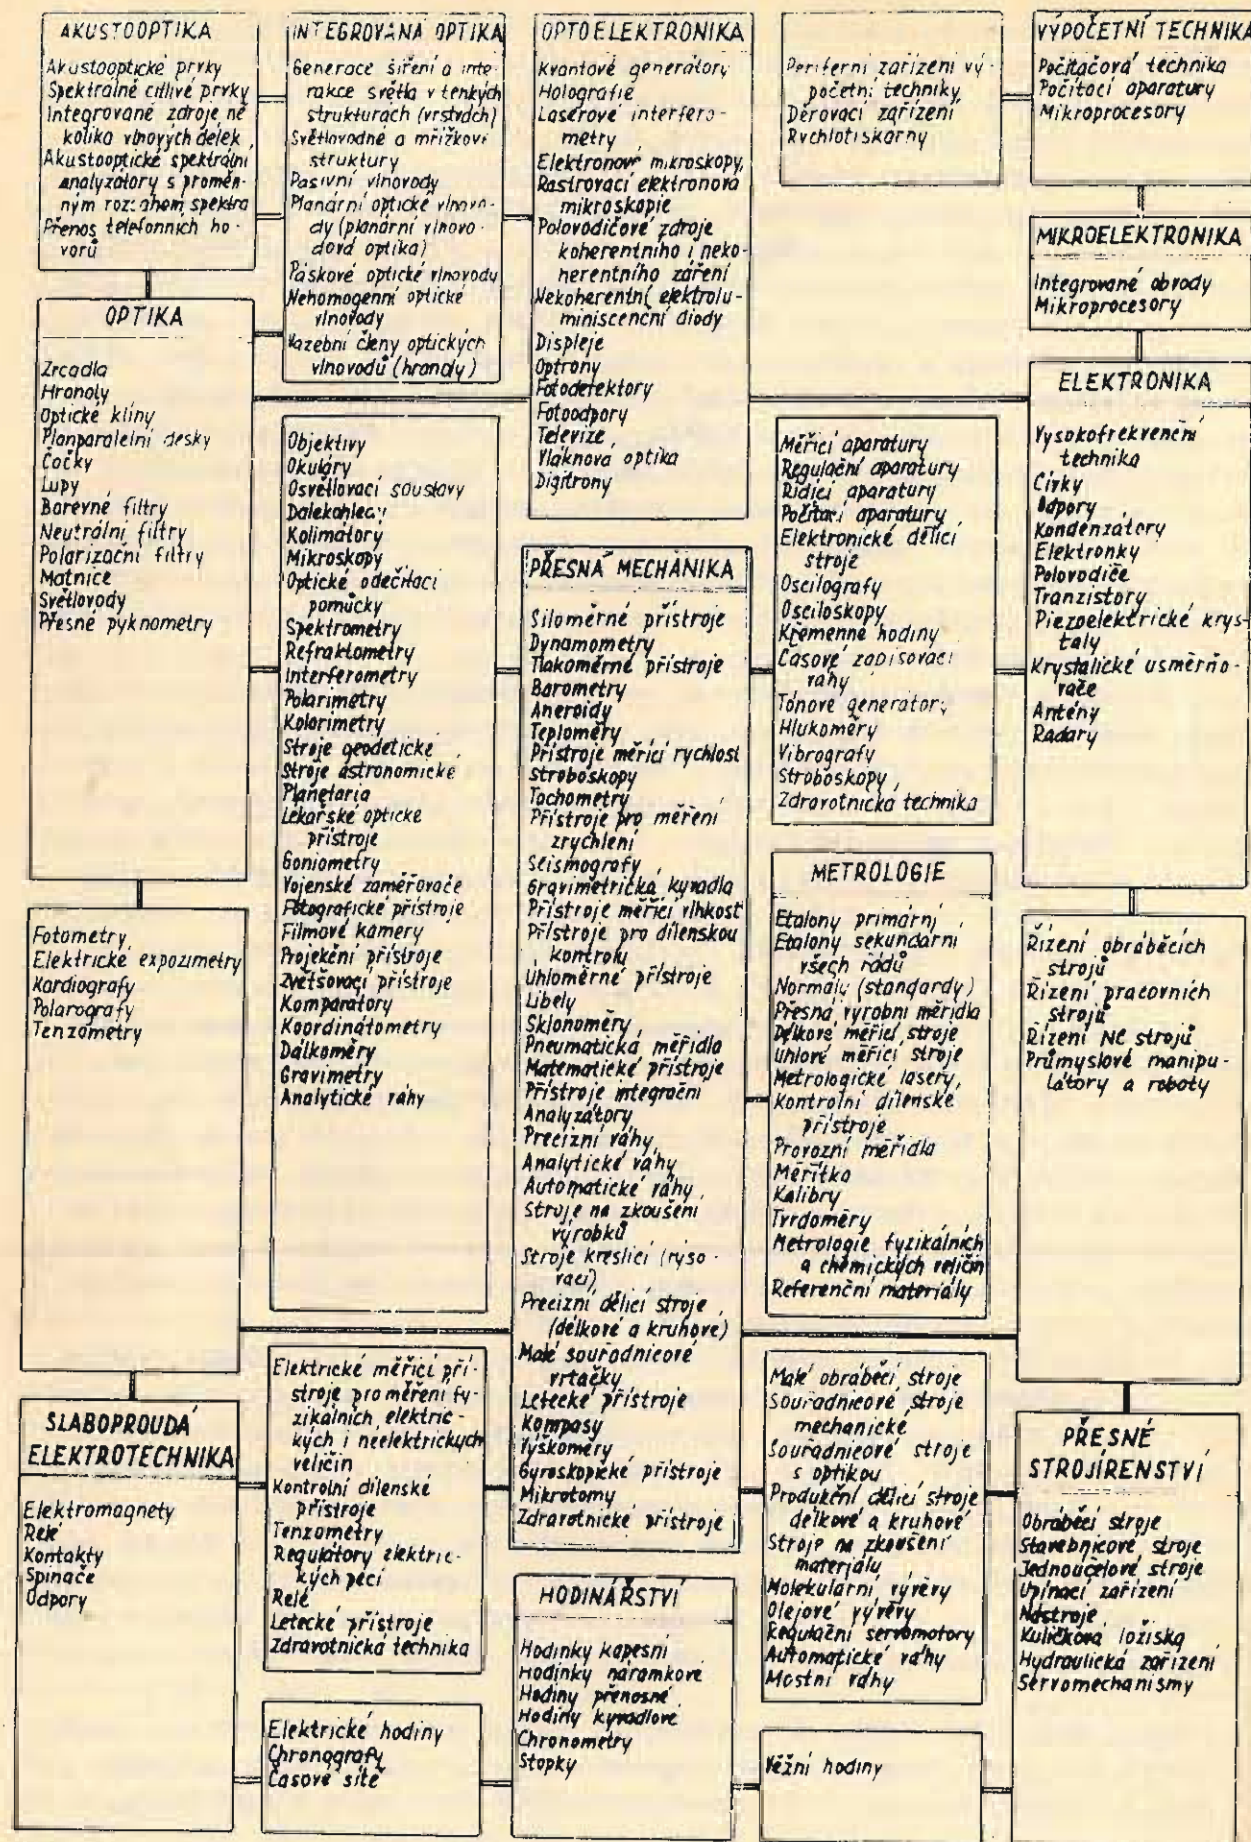 AKUSTOOPTIKA
Akustooptické prvky
Spektrálně citlivé prvky
Integrované zdroje ně
kolika vlnových délek
Akustooptické spektrální
analyzátory s proměn-
ným rozsahem spektra
Přenos telefonních ho-
vorů
INTEGROVANÁ OPTIKA
Generace šíření a inte-
rakce světla v tenkých
strukturách (vrstvách)
Světlovodné a mřížkové
struktury
Pasivní vlnovody
Planární optické vlnovo-
dy (planární vlnovo-
dová optika)
Páskové optické vlnovody
Nehomogenní optické
vlnovody
Vazební členy optických
vlnovodů (hranoly)
OPTOELEKTRONIKA
Kvantové generátory
Holografie
Laserové interfero-
metry
Elektronové mikroskopy,
Rastrovací elektronová
mikroskopie
Polovodičové zdroje
koherentního i neko-
herentního záření
Nekoherentní elektrolu-
miniscenční diody
Displeje
Optrony
Fotodetektory
Fotoodpory
Televize
Vláknová optika
Digitrony
Periferní zařízení vý-
početní techniky
Děrovací zařízení
Rychlotiskárny
VÝPOČETNÍ TECHNIKA
Počítačová technika
Počítací aparatury
Mikroprocesory
MIKROELEKTRONIKA
Integrované obvody
Mikroprocesory
OPTIKA
Zrcadla
Hranoly
Optické klíny
Planparalelní desky
Čočky
Lupy
Barevné filtry
Neutrální filtry
Polarizační filtry
Matnice
Světlovody
Přesné pyknometry
Objektivy
Okuláry
Osvětlovací soustavy
Dalekohledy
Kolimátory
Mikroskopy
Optické odečítací
pomůcky
Spektrometry
Refraktometry
Interferometry
Polarimetry
Kolorimetry
Stroje geodetické
Stroje astronomické
Planetaria
Lékařské optické
přístroje
Goniometry
Vojenské zaměřovače
Fotografické přístroje
Filmové kamery
Projekční přístroje
Zvětšovací přístroje
Komparatory
Koordinátometry
Dálkoměry
Gravimetry
Analytické váhy
PŘESNÁ MECHANIKA
Siloměrné přístroje
Dynamometry
Tlakoměrné přístroje
Barometry
Aneroidy
Teploměry
Přístroje měřící rychlost
Stroboskopy
Tachometry
Přístroje pro měření
zrychlení
Seismografy
Gravimetrická kyvadla
Přístroje měřící vlhkost
Přístroje pro dílenskou
kontrolu
Úhloměrné přístroje
Libely
Sklonoměry
Pneumatická měřidla
Matematické přístroje
Přístroje integrační
Analyzátory
Precizní váhy
Analytické váhy
Automatické váhy
Stroje na zkoušení
výrobků
Stroje kreslicí (ryso-
vací)
Precizní dělicí stroje
(délkové a kruhové)
Malé souřadnicové
vrtačky
Letecké přístroje
Kompasy
Výškoměry
Gyroskopické přístroje
Mikrotomy
Zdravotnické přístroje
Měřicí aparatury
Regulační aparatury
Řídicí aparatury
Počítací aparatury
Elektronické dělicí
stroje
Oscilografy
Osciloskopy
Křemenné hodiny
Časové zapisovací
váhy
Tónové generátory
Hlukoměry
Vibrografy
Stroboskopy
Zdravotnická technika
ELEKTRONIKA
Vysokofrekvenční
technika
Cívky
Odpory
Kondenzátory
Elektronky
Polovodiče
Tranzistory
Piezoelektrické krys-
taly
Krystalické usměrňo-
vače
Antény
Radary
METROLOGIE
Etalony primární
Etalony sekundární
všech řádů
Normály (standardy)
Přesná výrobní měřidla
Délkové měřicí stroje
Úhlové měřicí stroje
Metrologické lasery,
Kontrolní dílenské
přístroje
Provozní měřidla
Měřítka
Kalibry
Tvrdoměry
Metrologie fyzikálních
a chemických veličin
Referenční materiály
Fotometry
Elektrické expozimetry
Kardiografy
Polarografy
Tenzometry
Řízení obráběcích
strojů
Řízení pracovních
strojů
Řízení NC strojů
Průmyslové manipu-
látory a roboty
SLABOPROUDÁ
ELEKTROTECHNIKA
Elektromagnety
Relé
Kontakty
Spínače
Odpory
Elektrické měřicí pří-
stroje pro měření fy-
zikálních, elektric-
kých i neelektrických
veličin
Kontrolní dílenské
přístroje
Tenzometry
Regulátory elektric-
kých pecí
Relé
Letecké přístroje
Zdravotnická technika
Malé obráběcí stroje
Souřadnicové stroje
mechanické
Souřadnicové stroje
s optikou
Produkční dělicí stroje
délkové a kruhové
Stroje na zkoušení
materiálu
Molekulární vývěvy
Olejové vývěvy
Regulační servomotory
Automatické váhy
Mostní váhy
PŘESNÉ
STROJÍRENSTVÍ
Obráběcí stroje
Stavebnicové stroje
Jednoúčelové stroje
Upínací zařízení
Nástroje
Kuličková ložiska
Hydraulická zařízení
Servomechanismy
HODINÁŘSTVÍ
Hodinky kapesní
Hodinky náramkové
Hodiny přenosné
Hodiny kyvadlové
Chronometry
Stopky
Elektrické hodiny
Chronografy
Časové sítě
Věžní hodiny